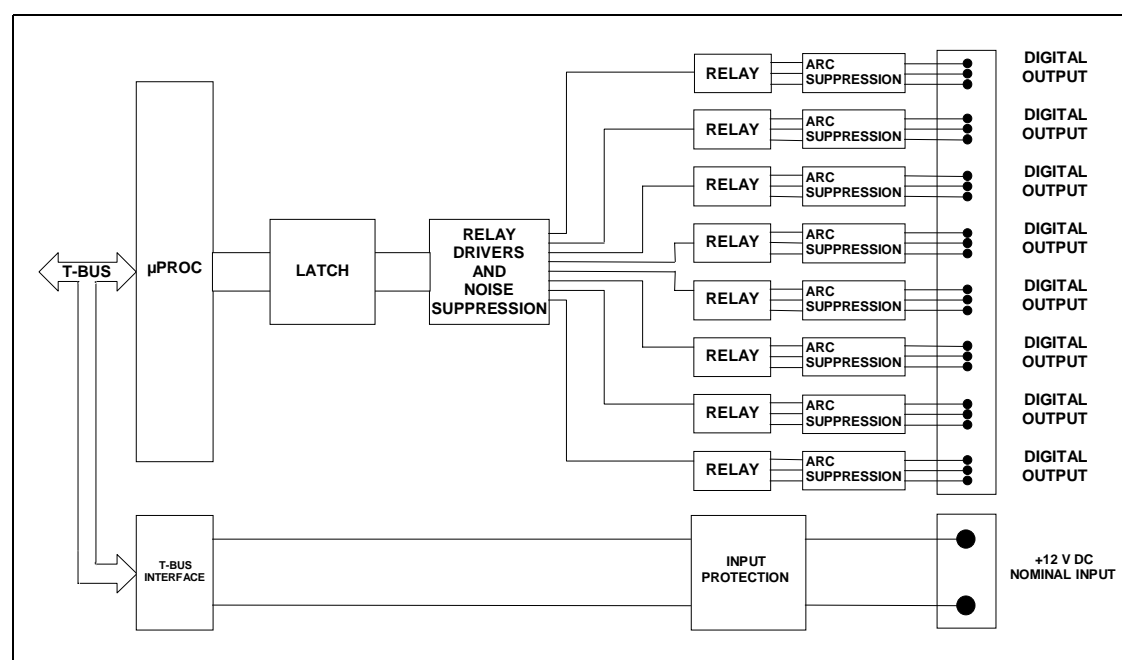 RELAY
ARC
SUPPRESSION
DIGITAL
OUTPUT
RELAY
ARC
SUPPRESSION
DIGITAL
OUTPUT
RELAY
ARC
SUPPRESSION
DIGITAL
OUTPUT
RELAY
ARC
SUPPRESSION
DIGITAL
OUTPUT
T-BUS
µPROC
LATCH
RELAY
DRIVERS
AND
NOISE
SUPPRESSION
RELAY
ARC
SUPPRESSION
DIGITAL
OUTPUT
RELAY
ARC
SUPPRESSION
DIGITAL
OUTPUT
RELAY
ARC
SUPPRESSION
DIGITAL
OUTPUT
RELAY
ARC
SUPPRESSION
DIGITAL
OUTPUT
T-BUS
INTERFACE
INPUT
PROTECTION
+12 V DC
NOMINAL INPUT